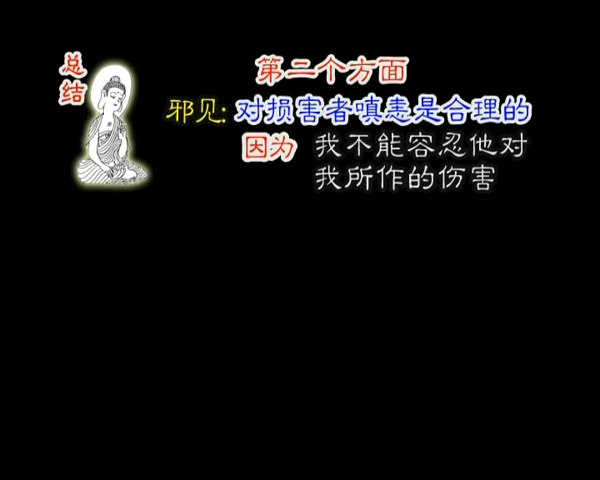 总结
第二个方面
邪见: 对损害者嗔恚是合理的
因为 我不能容忍他对
我所作的伤害